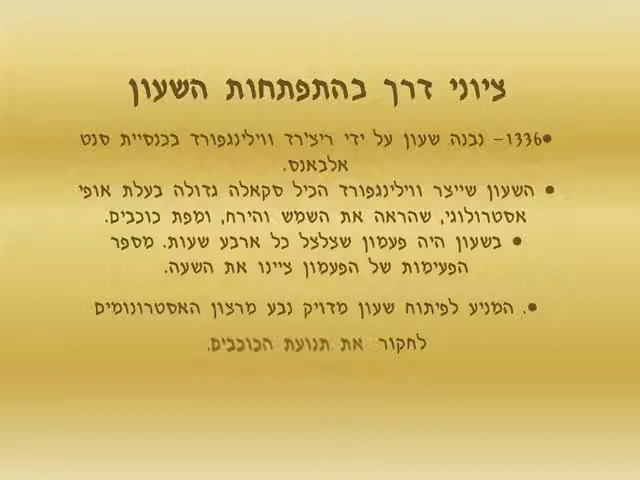 ציוני דרך בהתפתחות השעון
•1336- נבנה שעון על ידי ריצ'רד ווילינגפורד בכנסיית סנט
אלבאנס.
• השעון שייצר ווילינגפורד הכיל סקאלה גדולה בעלת אופי
אסטרולוגי, שהראה את השמש והירח, ומפת כוכבים.
• בשעון היה פעמון שצלצל כל ארבע שעות. מספר
הפעימות של הפעמון ציינו את השעה.
•. המניע לפיתוח שעון מדויק נבע מרצון האסטרונומים
לחקור את תנועת הכוכבים.